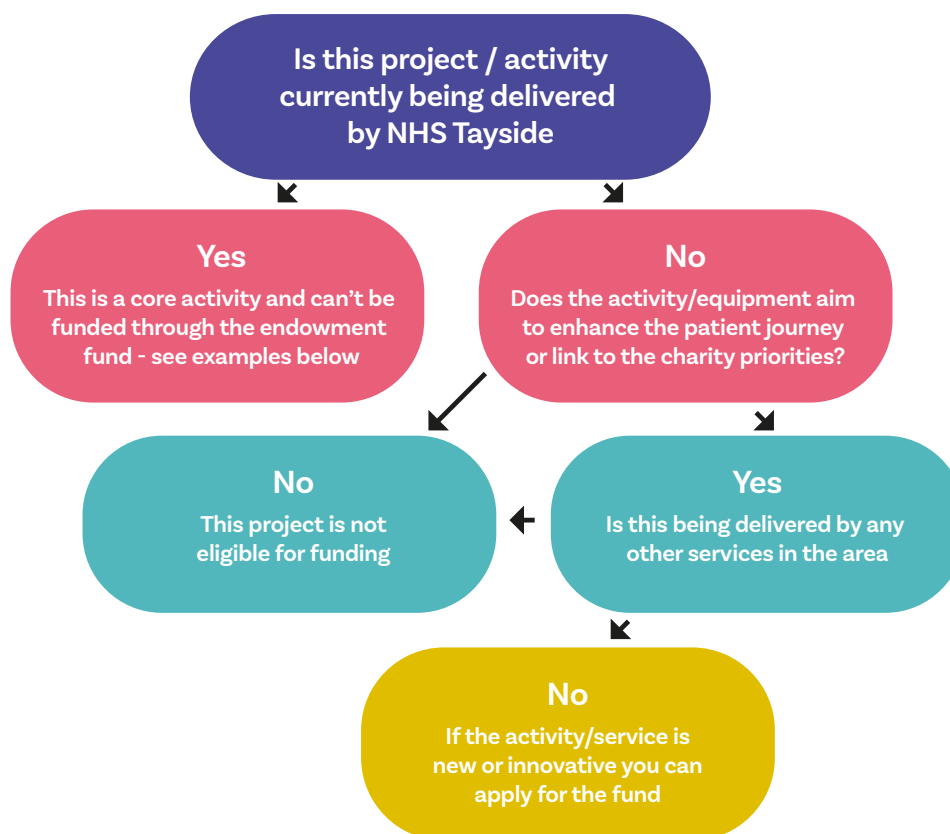 Is this project / activity
currently being delivered
by NHS Tayside
Yes
This is a core activity and can’t be
funded through the endowment
fund - see examples below
No
Does the activity/equipment aim
to enhance the patient journey
or link to the charity priorities?
No
This project is not
eligible for funding
Yes
Is this being delivered by any
other services in the area
No
If the activity/service is
new or innovative you can
apply for the fund